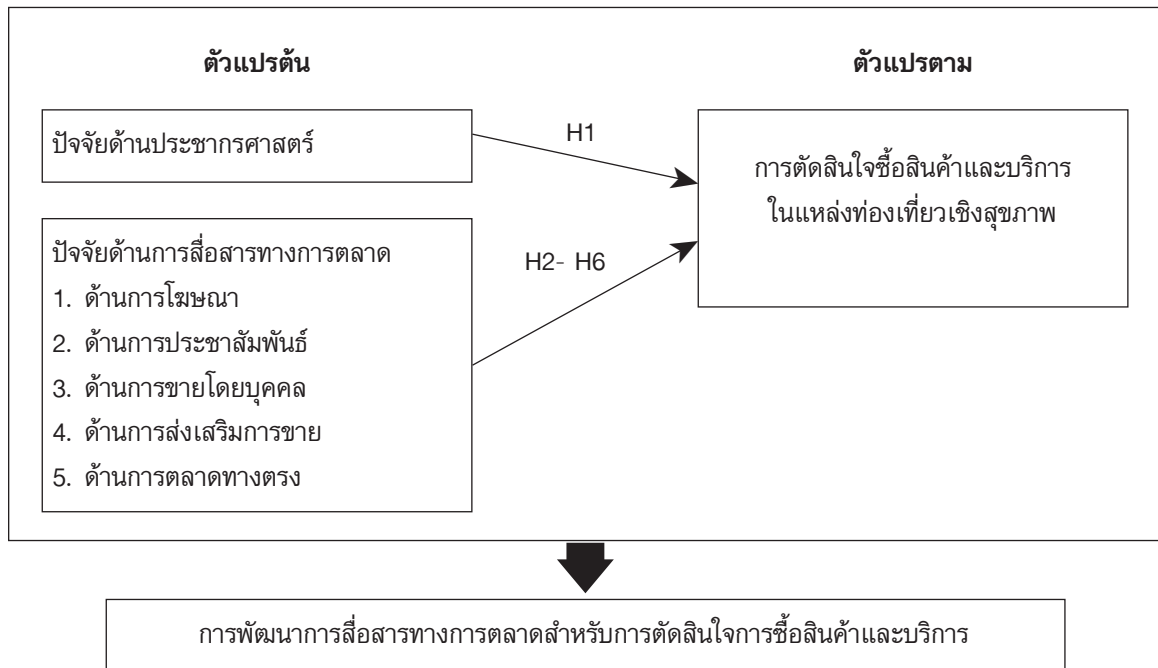 ตัวแปรต้น
ตัวแปรตาม
ปัจจัยด้านประชากรศาสตร์
H1
การตัดสินใจซื้อสินค้าและบริการ
ในแหล่งท่องเที่ยวเชิงสุขภาพ
ปัจจัยด้านการสื่อสารทางการตลาด
1. ด้านการโฆษณา
2. ด้านการประชาสัมพันธ์
3. ด้านการขายโดยบุคคล
4. ด้านการส่งเสริมการขาย
5. ด้านการตลาดทางตรง
H2- H6
การพัฒนาการสื่อสารทางการตลาดสำหรับการตัดสินใจการซื้อสินค้าและบริการ